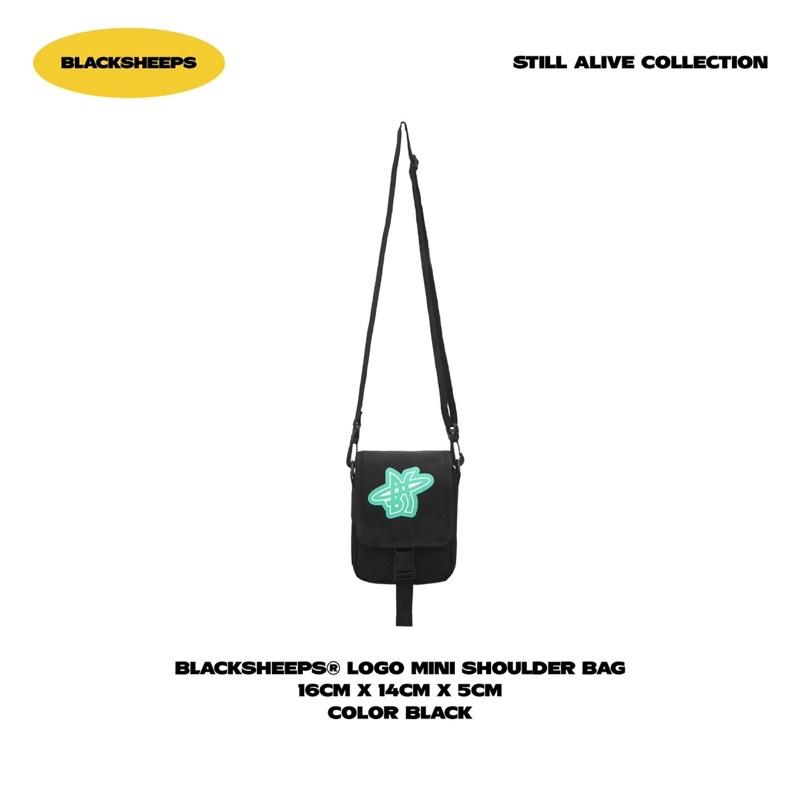 BLACKSHEEPS
STILL ALIVE COLLECTION
BLACKSHEEPS® LOGO MINI SHOULDER BAG
16CM X 14CM X 5CM
COLOR BLACK